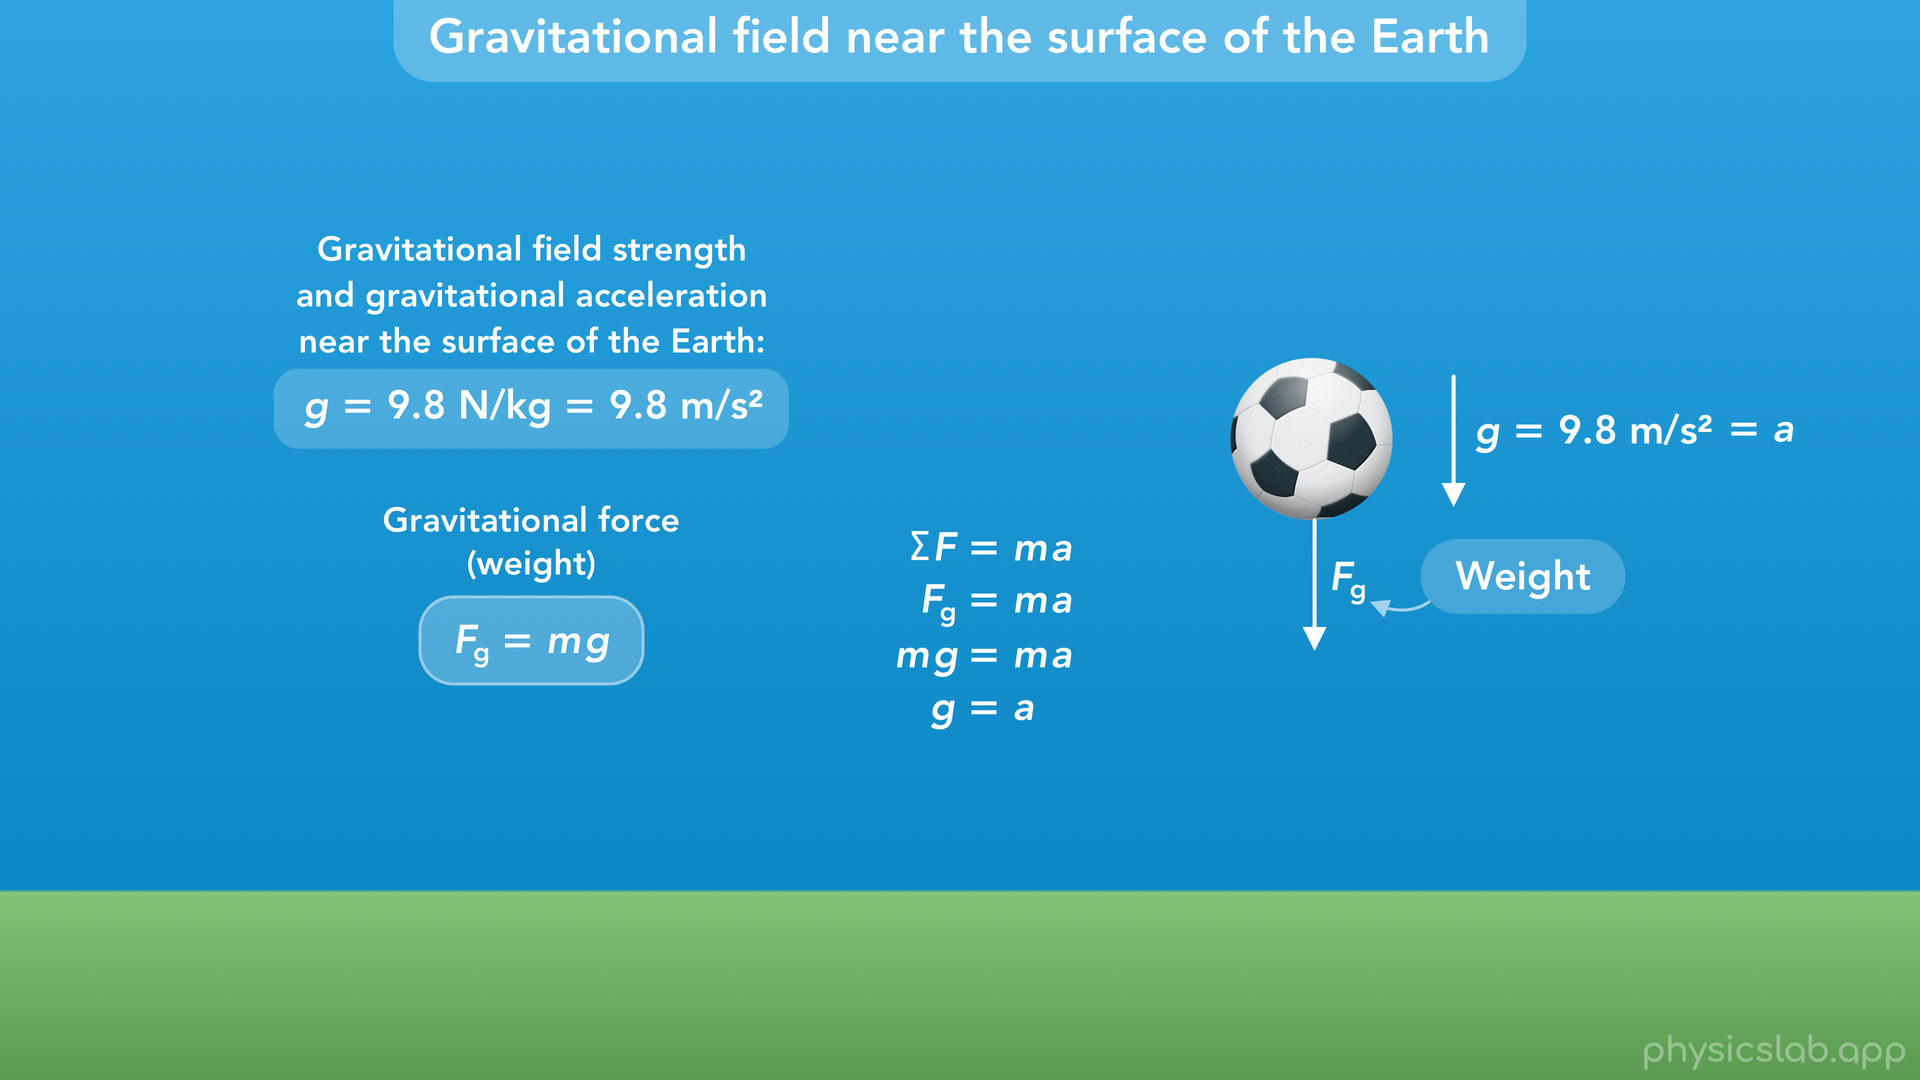 Gravitational field near the surface of the Earth
Gravitational field strength
and gravitational acceleration
near the surface of the Earth:
g = 9.8 N/kg = 9.8 m/s²
Gravitational force
(weight)
Fg = mg
ΣF = ma
Fg = ma
mg = ma
g = a
g = 9.8 m/s² = a
Fg
Weight
physicslab.app